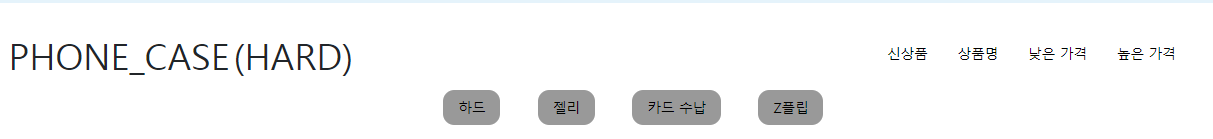 PHONE_CASE(HARD)
신상품 상품명 낮은 가격 높은 가격
하드 젤리 카드 수납 Z플립